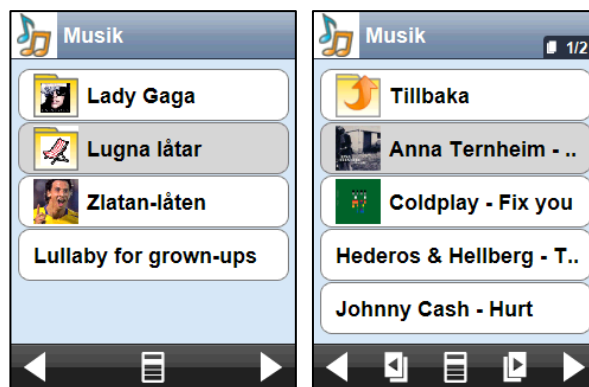 Musik
Lady Gaga
Lugna låtar
Zlatan-låten
Lullaby for grown-ups
Musik
1/2
Tillbaka
Anna Ternheim - ..
Coldplay - Fix you
Hederos & Hellberg - T..
Johnny Cash - Hurt